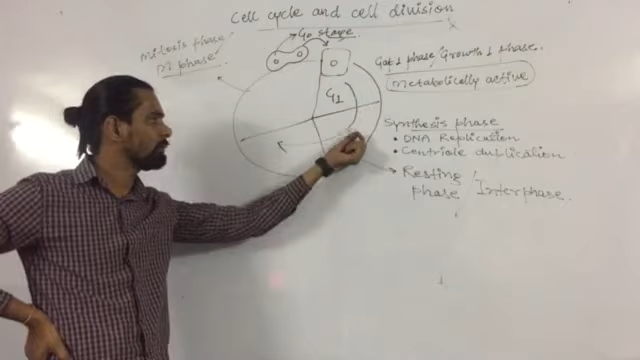 Cell cycle and cell division
G0 stage
Mitosis phase
M phase
Gap 1 phase/Growth 1 phase.
Metabolically active
G1
Synthesis phase
• DNA Replication
• Centriole duplication
Resting /
phase / Interphase.